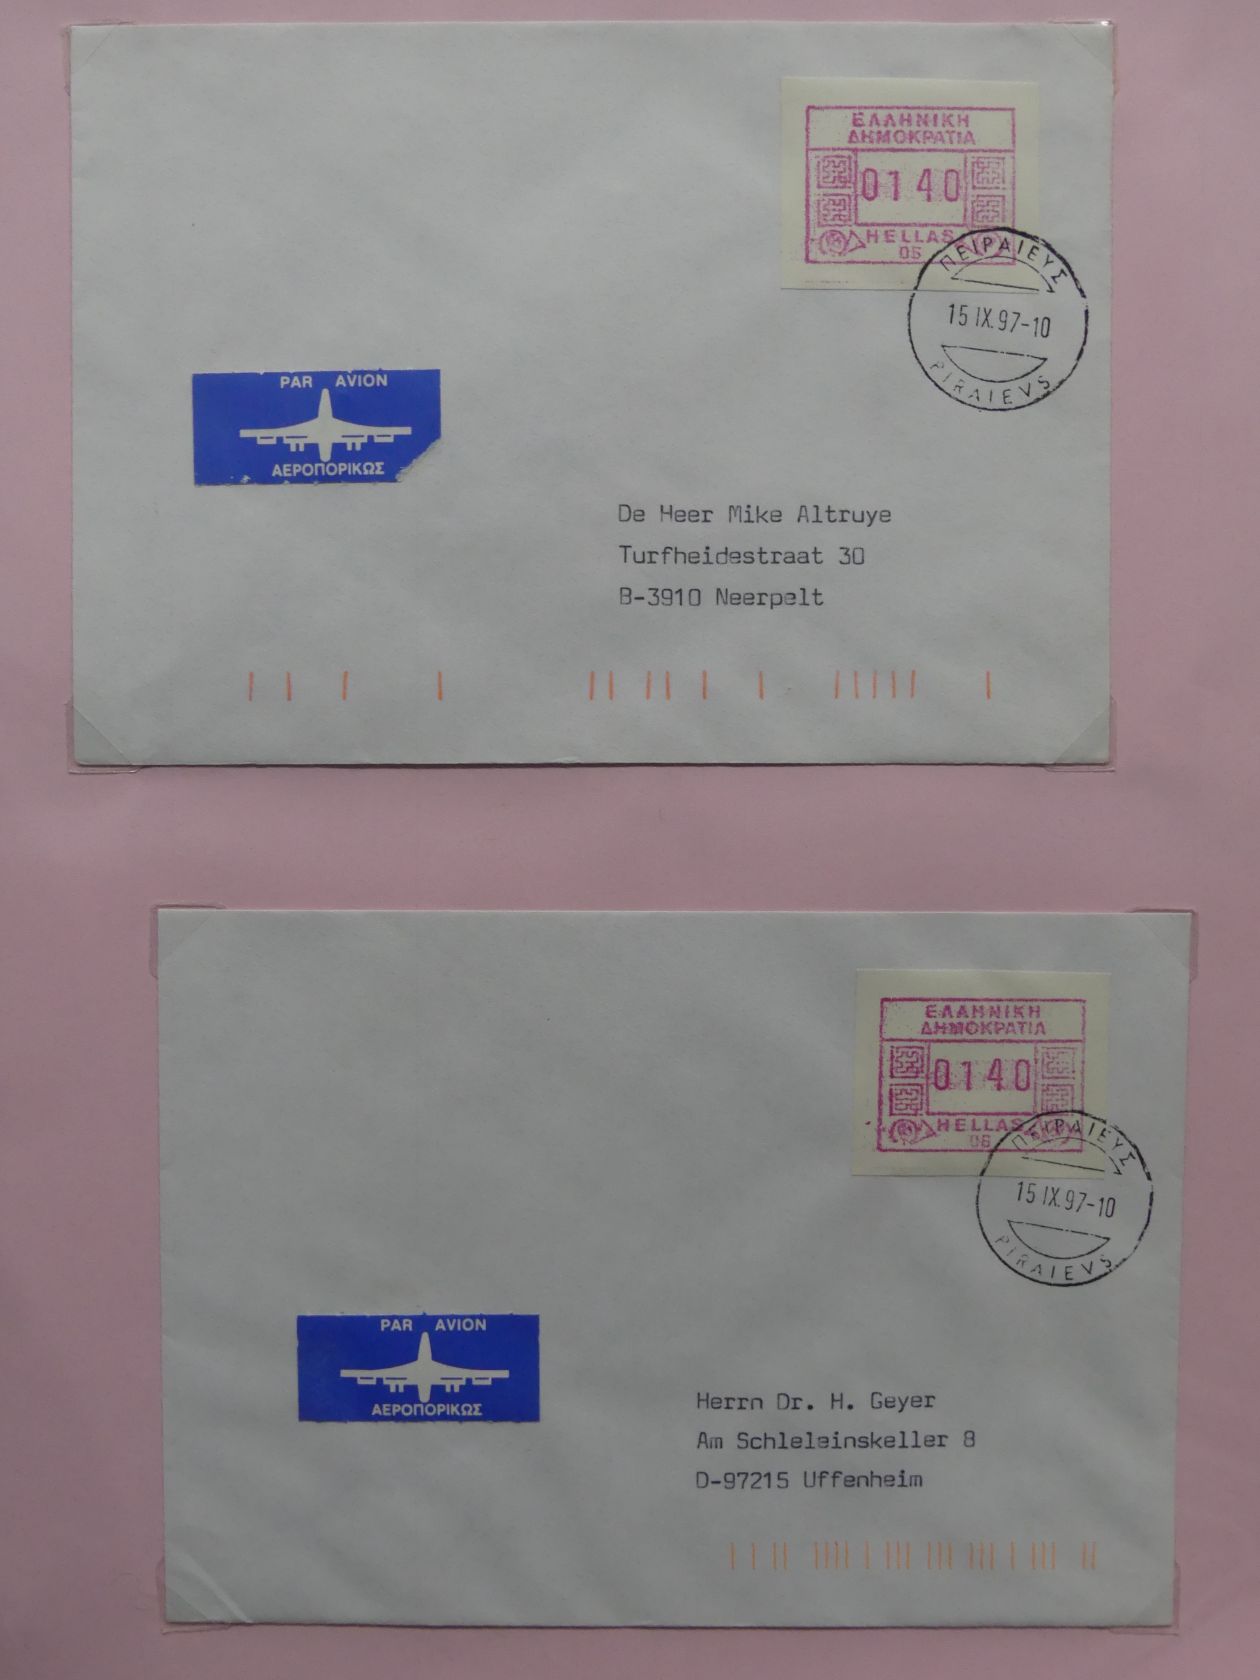 ΕΛΛΗΝΙΚΗ
ΔΗΜΟΚΡΑΤΙΑ
0140
HELLAS
05
ΠΕΙΡΑΙΕΥΣ
15 IX.97-10
PIRAIEVS
PAR AVION
ΑΕΡΟΠΟΡΙΚΩΣ
De Heer Mike Altruye
Turfheidestraat 30
B-3910 Neerpelt
ΕΛΛΗΝΙΚΗ
ΔΗΜΟΚΡΑΤΙΑ
0140
HELLAS
06
ΠΕΙΡΑΙΕΥΣ
15 IX.97-10
PIRAIEVS
PAR AVION
ΑΕΡΟΠΟΡΙΚΩΣ
Herrn Dr. H. Geyer
Am Schleleinskeller 8
D-97215 Uffenheim